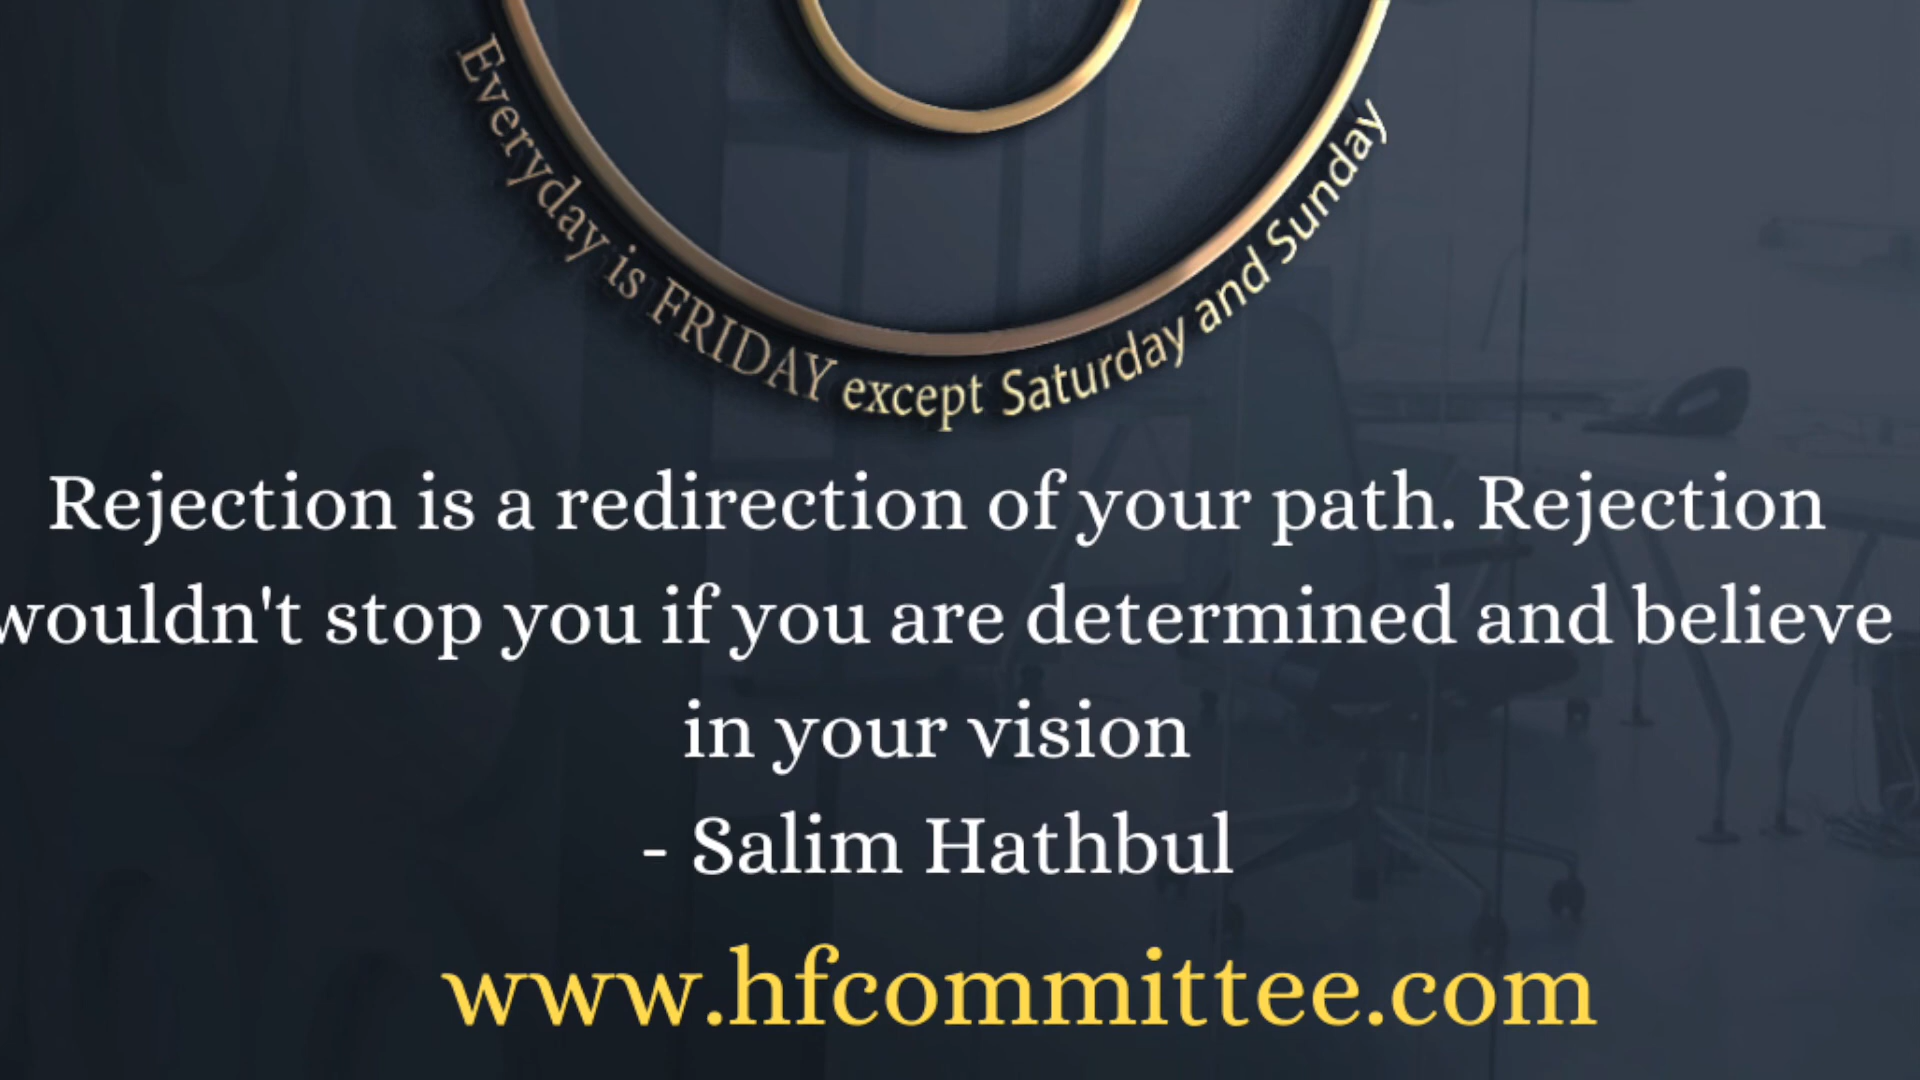 Everyday is FRIDAY except Saturday and Sunday
Rejection is a redirection of your path. Rejection
wouldn't stop you if you are determined and believe
in your vision
- Salim Hathbul
www.hfcommittee.com